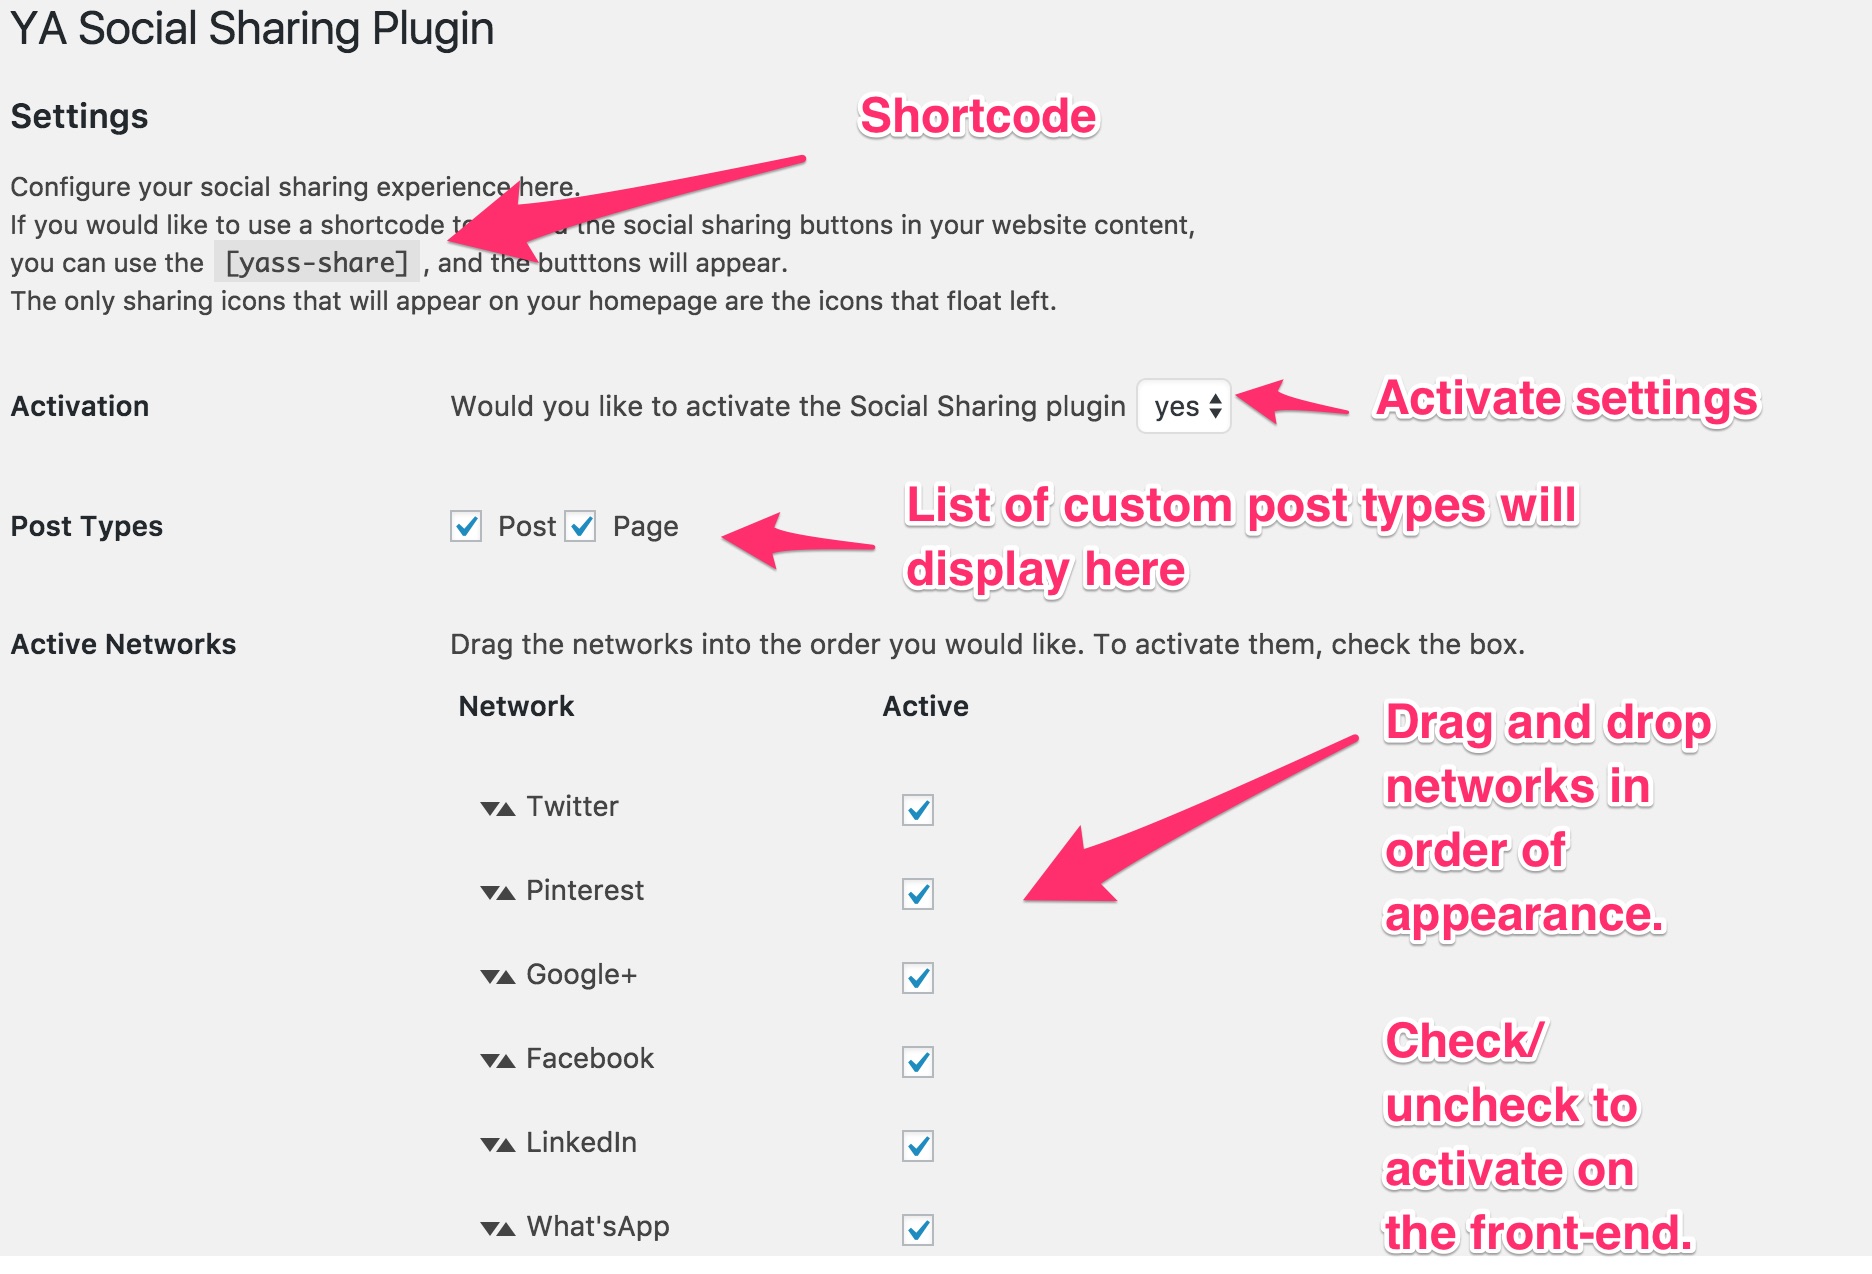 YA Social Sharing Plugin
Settings
Shortcode
Configure your social sharing experience here.
If you would like to use a shortcode the social sharing buttons in your website content,
you can use the [yass-share] , and the butttons will appear.
The only sharing icons that will appear on your homepage are the icons that float left.
Activation
Would you like to activate the Social Sharing plugin yes
Activate settings
Post Types
Post Page
List of custom post types will
display here
Active Networks
Drag the networks into the order you would like. To activate them, check the box.
Network Active
Drag and drop
networks in
order of
appearance.
Twitter
Pinterest
Google+
Facebook
LinkedIn
What'sApp
Check/
uncheck to
activate on
the front-end.